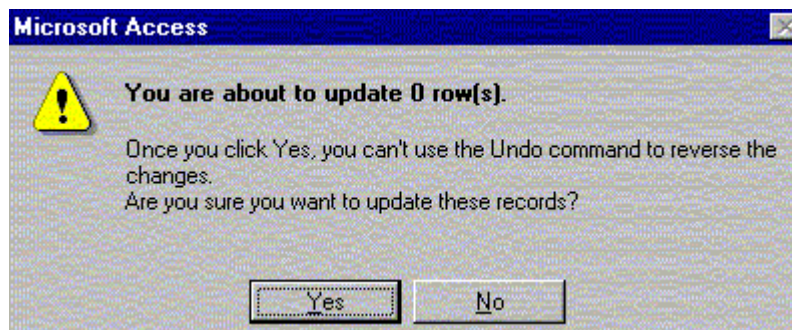 Microsoft Access
You are about to update 0 row(s).
Once you click Yes, you can't use the Undo command to reverse the
changes.
Are you sure you want to update these records?
Yes No